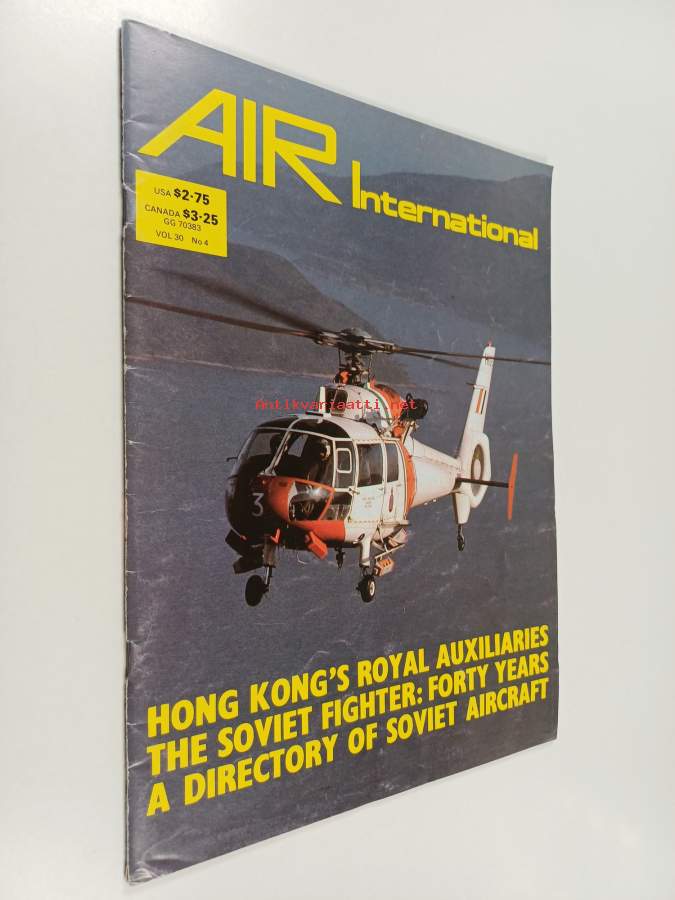 AIR
International
USA $2·75
CANADA $3·25
GG 70383
VOL 30 No 4
Antikvariaatti.net
3
HONG KONG'S ROYAL AUXILIARIES
THE SOVIET FIGHTER: FORTY YEARS
A DIRECTORY OF SOVIET AIRCRAFT